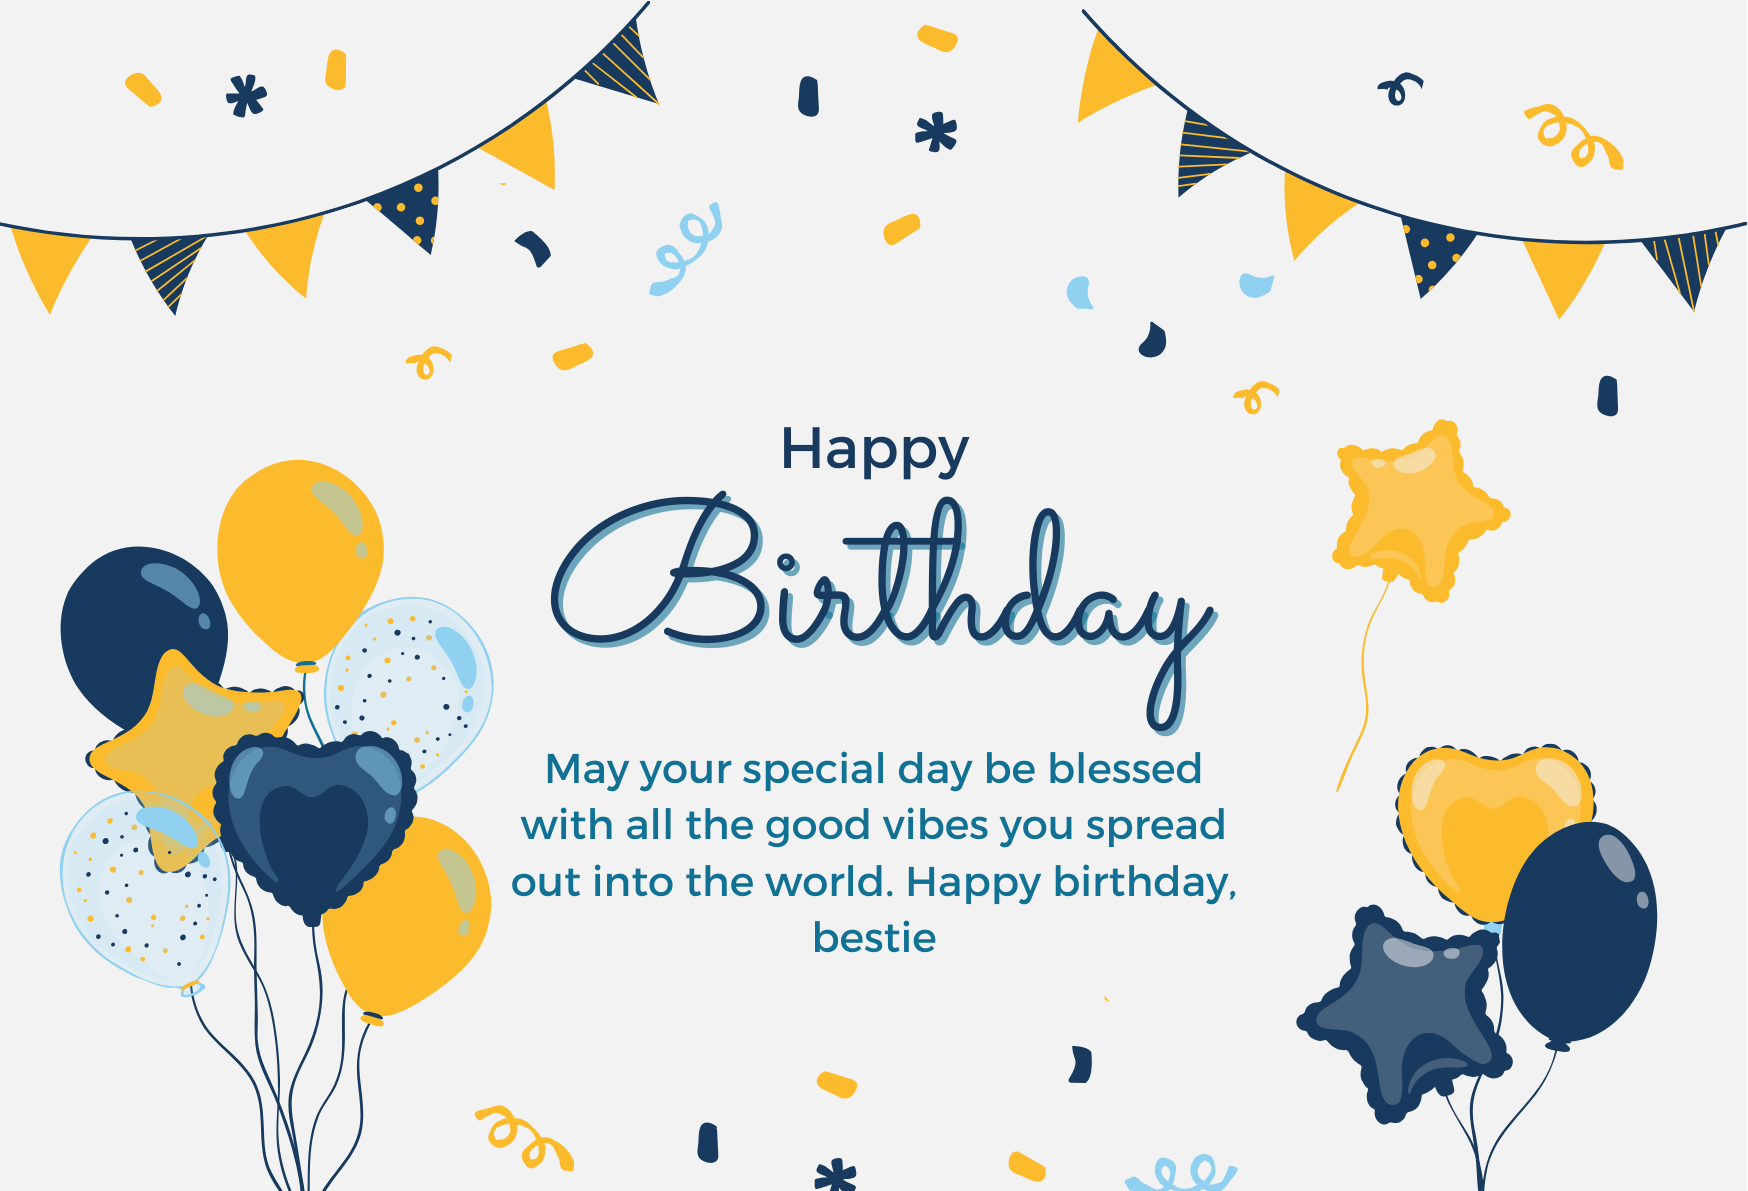 Happy
Birthday
May your special day be blessed
with all the good vibes you spread
out into the world. Happy birthday,
bestie